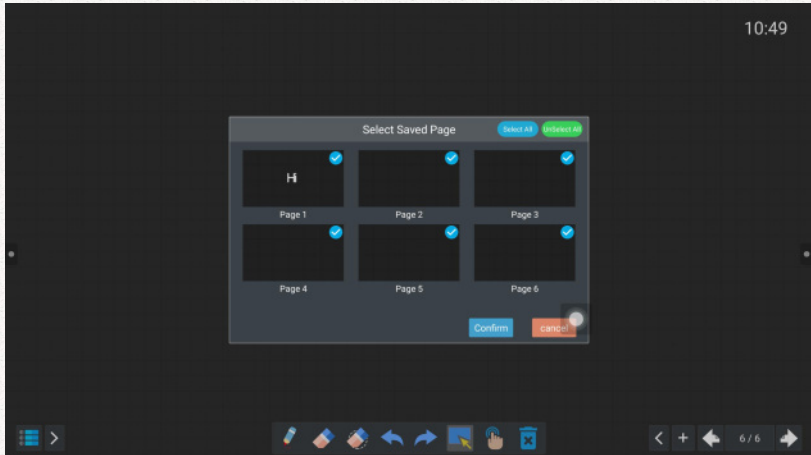 10:49
Select Saved Page
Select All
UnSelect All
Hi
Page 1
Page 2
Page 3
Page 4
Page 5
Page 6
Confirm
cancel
6 / 6